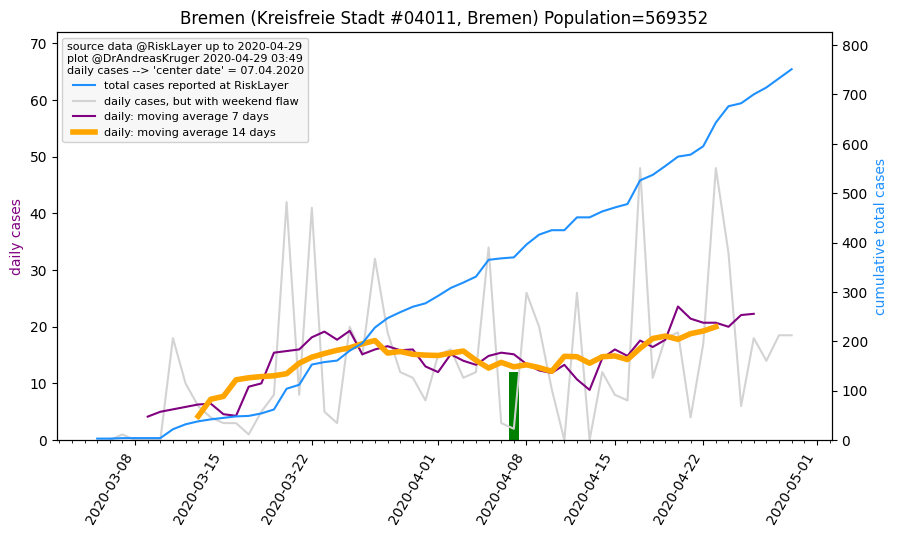 Bremen (Kreisfreie Stadt #04011, Bremen) Population=569352
source data @RiskLayer up to 2020-04-29
plot @DrAndreasKruger 2020-04-29 03:49
daily cases --> 'center date' = 07.04.2020
total cases reported at RiskLayer
daily cases, but with weekend flaw
daily: moving average 7 days
daily: moving average 14 days
daily cases
70
60
50
40
30
20
10
0
800
700
600
500
400
300
200
100
0
cumulative total cases
2020-03-08
2020-03-15
2020-03-22
2020-04-01
2020-04-08
2020-04-15
2020-04-22
2020-05-01